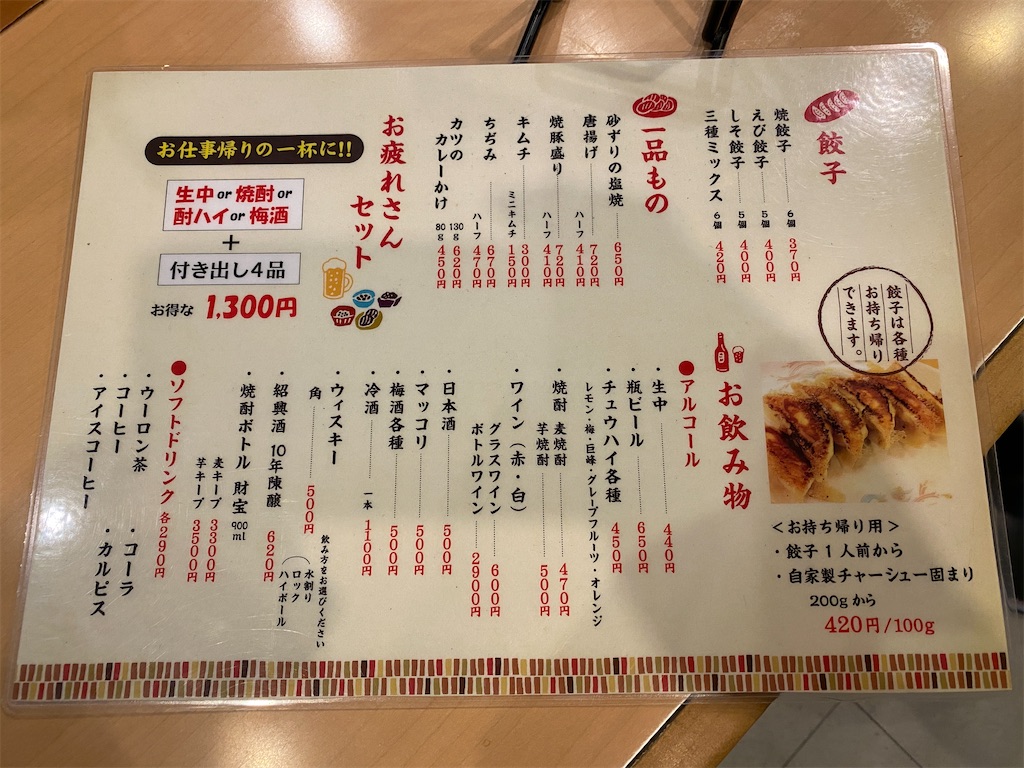 餃子
焼餃子 6個 370円
えび餃子 5個 400円
しそ餃子 5個 400円
三種ミックス 6個 420円
餃子は各種
お持ち帰り
できます。
一品もの
砂ずりの塩焼 650円
唐揚げ 720円
ハーフ 410円
焼豚盛り 720円
ハーフ 410円
キムチ 300円
ミニキムチ 150円
ちぢみ 670円
ハーフ 470円
カツの
カレーかけ
130g 620円
80g 450円
お疲れさん
セット
お仕事帰りの一杯に!!
生中or焼酎or
酎ハイor梅酒
+
付き出し4品
お得な 1,300円
お飲み物
●アルコール
・生中 440円
・瓶ビール 650円
・チュウハイ各種 450円
レモン・梅・巨峰・グレープフルーツ・オレンジ
・焼酎 麦焼酎 470円
芋焼酎 500円
・ワイン(赤・白)
グラスワイン 600円
ボトルワイン 2900円
・日本酒 500円
・マッコリ 500円
・梅酒各種 500円
・冷酒 一本 1100円
・ウィスキー
角 500円
飲み方をお選びください
(水割り
ロック
ハイボール
・紹興酒 10年陳醸 620円
・焼酎ボトル 財宝 900ml
麦キープ 3300円
芋キープ 3500円
●ソフトドリンク 各290円
・ウーロン茶
・コーヒー
・アイスコーヒー
・コーラ
・カルピス
<お持ち帰り用>
・餃子1人前から
・自家製チャーシュー固まり
200gから
420円/100g